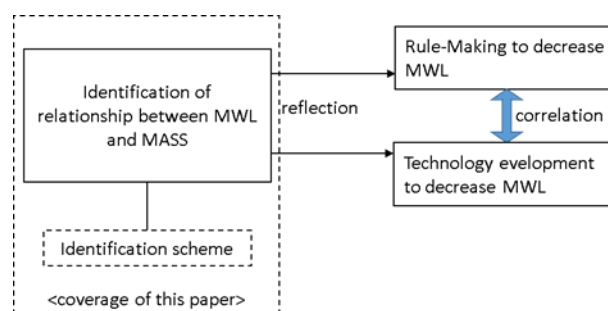 Identification of
relationship between MWL
and MASS
Identification scheme
<coverage of this paper>
reflection
Rule-Making to decrease
MWL
correlation
Technology evelopment
to decrease MWL